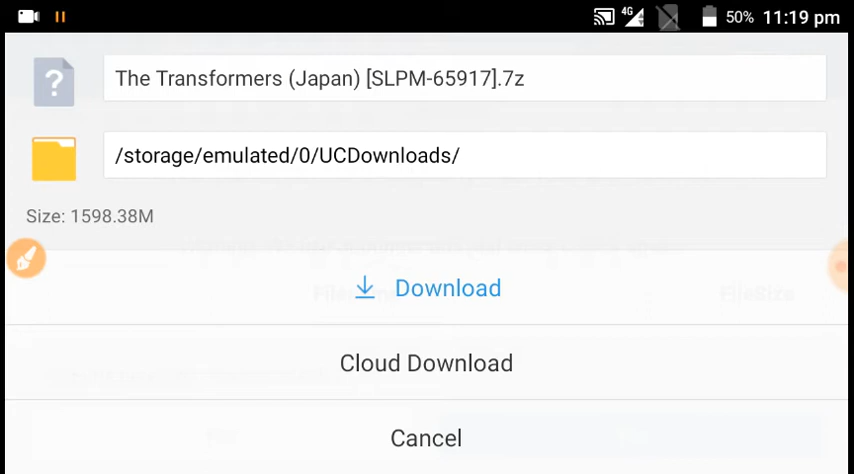 4G 50% 11:19 pm
The Transformers (Japan) [SLPM-65917].7z
/storage/emulated/0/UCDownloads/
Size: 1598.38M
FileSize
Download
Cloud Download
Cancel